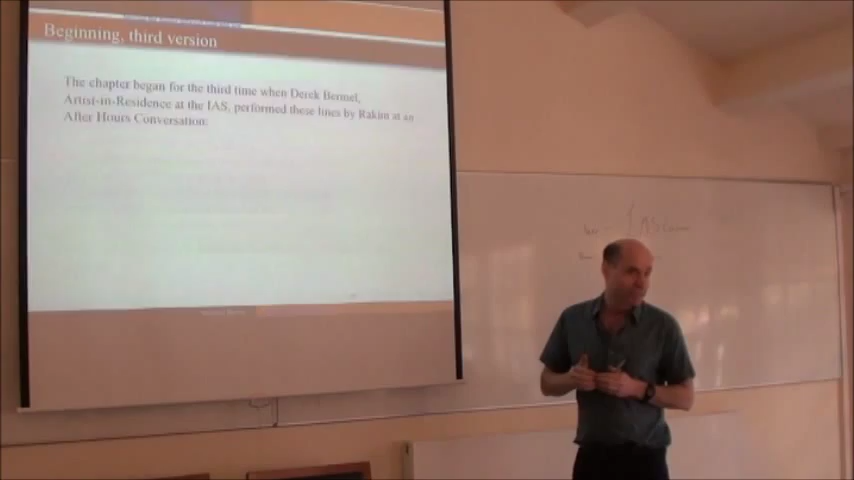 Beginning, third version
The chapter began for the third time when Derek Bermel,
Artist-in-Residence at the IAS, performed these lines by Rakim at an
After Hours Conversation: